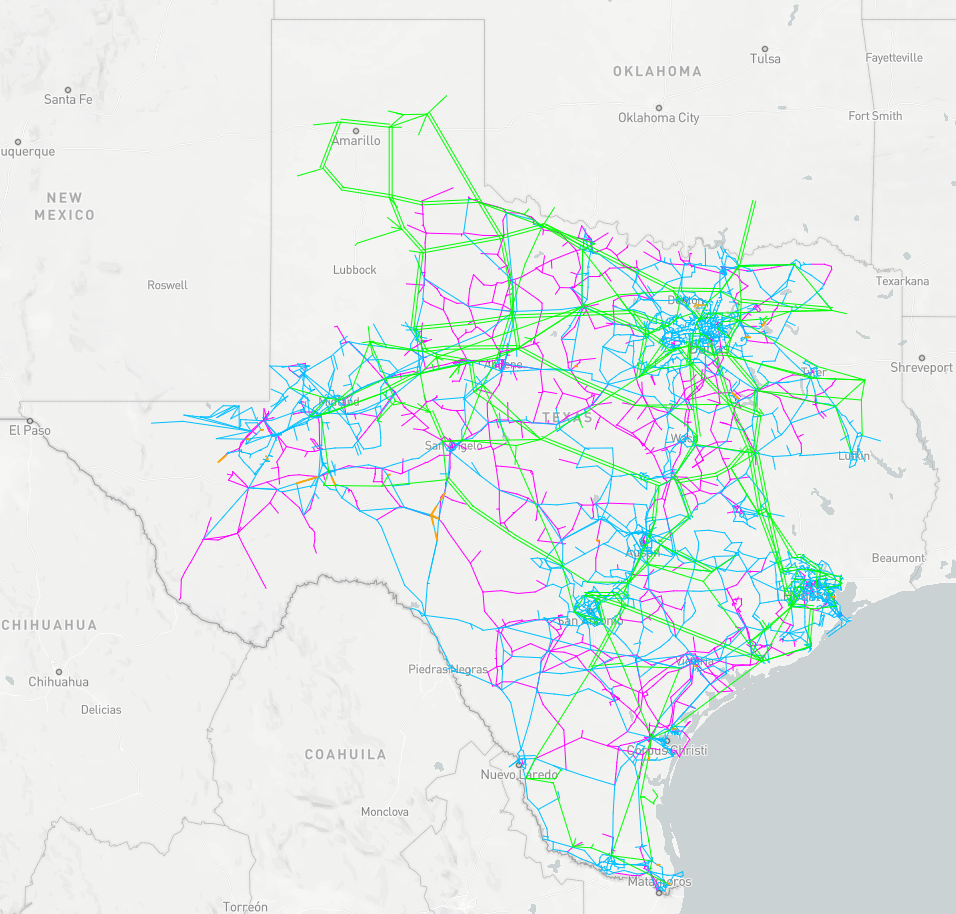 Tulsa
Fayetteville
OKLAHOMA
Santa Fe
Oklahoma City
Fort Smith
Amarillo
uquerque
NEW
MEXICO
Lubbock
Roswell
Texarkana
Denton
Shreveport
Abilene
Tyler
Midland
TEXAS
El Paso
San Angelo
Waco
Lufkin
Austin
Beaumont
San Antonio
CHIHUAHUA
Victoria
Piedras Negras
Chihuahua
Delicias
Corpus Christi
COAHUILA
Nuevo Laredo
Monclova
Matamoros
Torreón